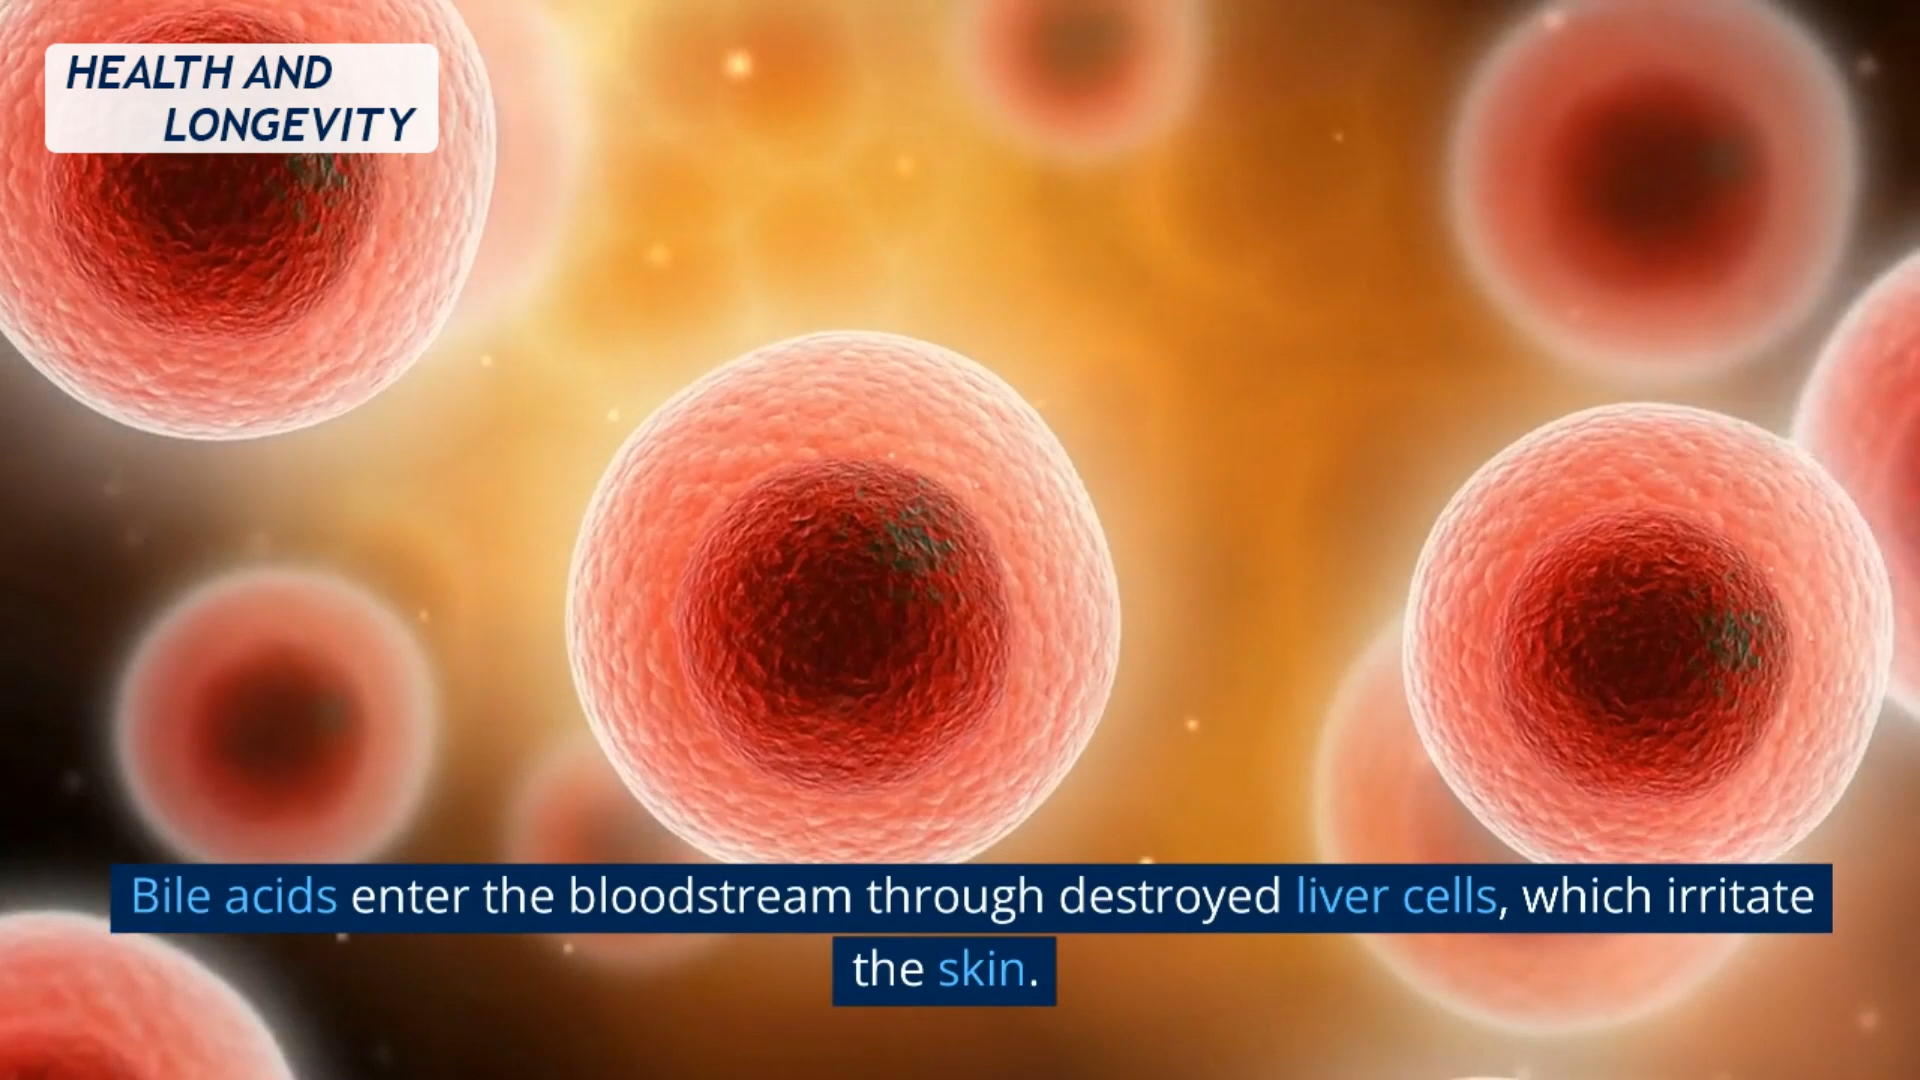 HEALTH AND
LONGEVITY
Bile acids enter the bloodstream through destroyed liver cells, which irritate
the skin.